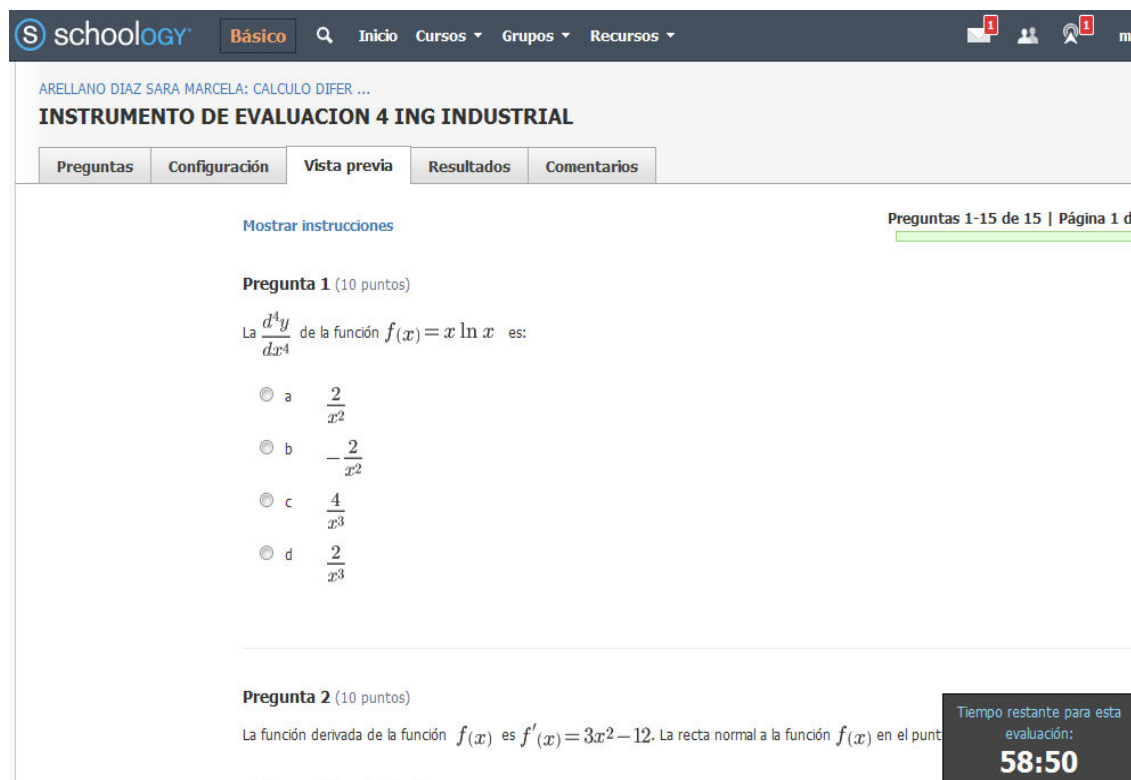 schoology Básico Inicio Cursos Grupos Recursos 1 1 m
ARELLANO DIAZ SARA MARCELA: CALCULO DIFER ...
INSTRUMENTO DE EVALUACION 4 ING INDUSTRIAL
Preguntas Configuración Vista previa Resultados Comentarios
Mostrar instrucciones
Preguntas 1-15 de 15 | Página 1 d
Pregunta 1 (10 puntos)
La d⁴y/dx⁴ de la función f(x) = x ln x es:
a 2/x²
b −2/x²
c 4/x³
d 2/x³
Pregunta 2 (10 puntos)
La función derivada de la función f(x) es f'(x) = 3x² − 12. La recta normal a la función f(x) en el punt
Tiempo restante para esta
evaluación:
58:50